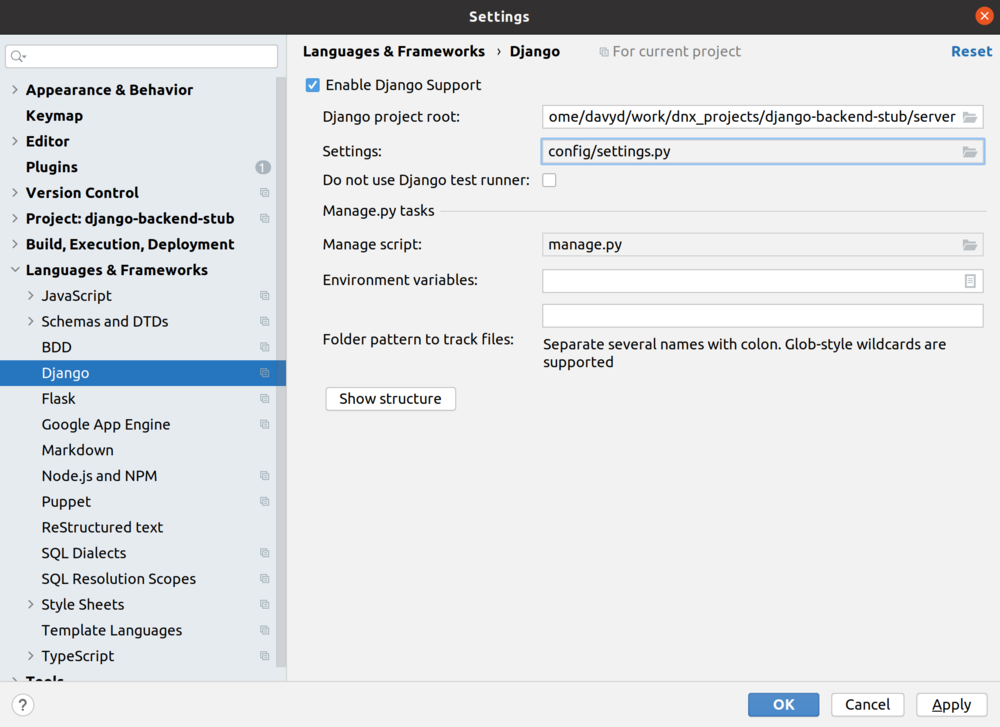 Settings
Languages & Frameworks › Django
For current project
Reset
Appearance & Behavior
Keymap
Editor
Plugins
1
Version Control
Project: django-backend-stub
Build, Execution, Deployment
Languages & Frameworks
JavaScript
Schemas and DTDs
BDD
Django
Flask
Google App Engine
Markdown
Node.js and NPM
Puppet
ReStructured text
SQL Dialects
SQL Resolution Scopes
Style Sheets
Template Languages
TypeScript
Tools
Enable Django Support
Django project root: ome/davyd/work/dnx_projects/django-backend-stub/server
Settings: config/settings.py
Do not use Django test runner:
Manage.py tasks
Manage script: manage.py
Environment variables:
Folder pattern to track files:
Separate several names with colon. Glob-style wildcards are
supported
Show structure
?
OK
Cancel
Apply